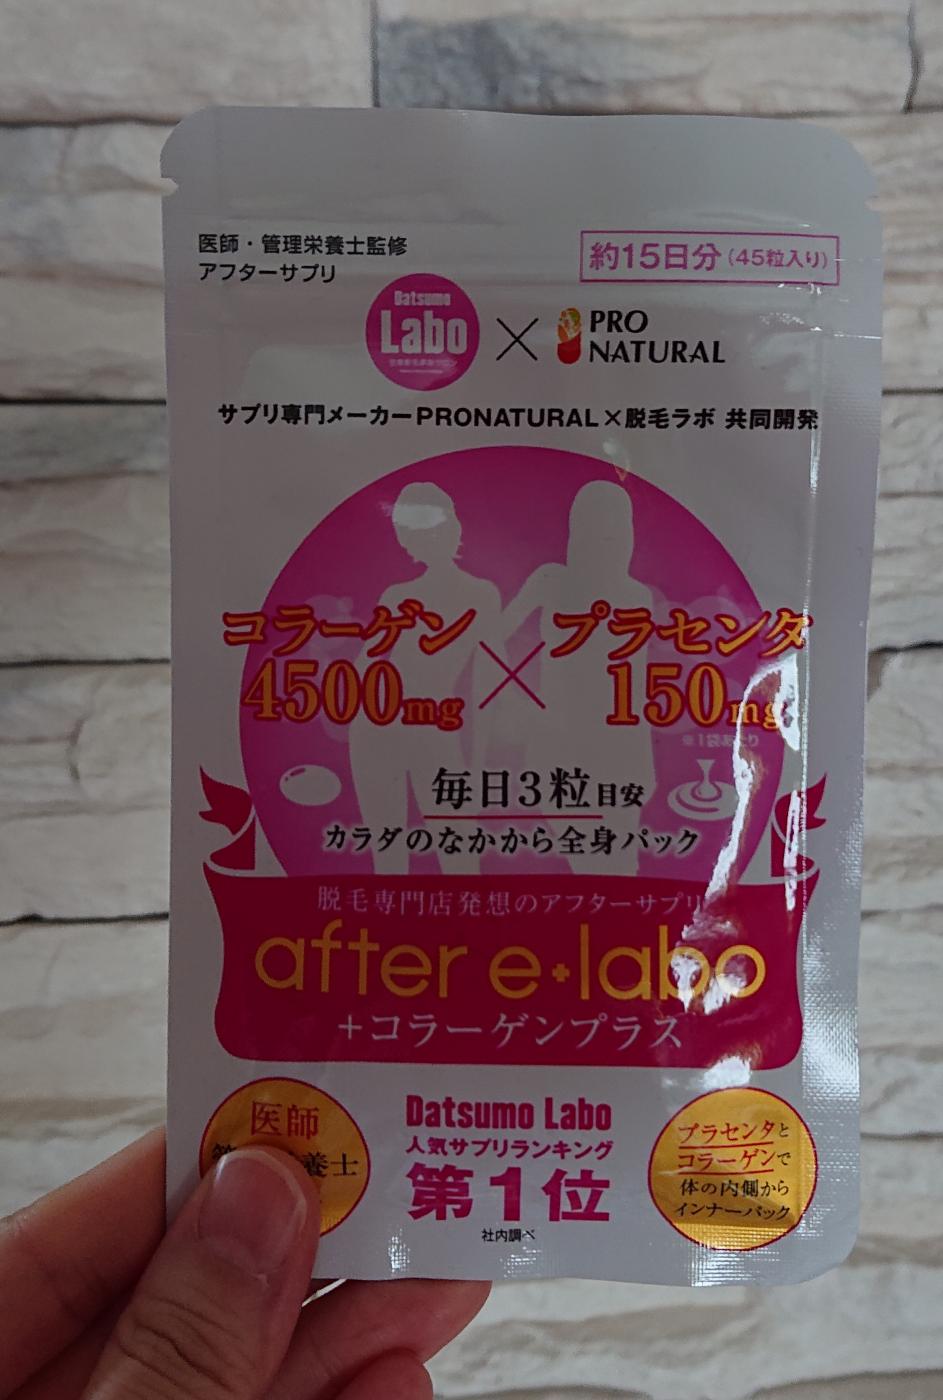 医師・管理栄養士監修
アフターサプリ
約15日分(45粒入り)
Datsumo
Labo
×
PRO
NATURAL
サプリ専門メーカーPRONATURAL×脱毛ラボ 共同開発
コラーゲン×プラセンタ
4500mg 150mg
※1袋あたり
毎日3粒目安
カラダのなかから全身パック
脱毛専門店発想のアフターサプリ
after e+labo
+コラーゲンプラス
医師
養士
Datsumo Labo
人気サプリランキング
第1位
社内調べ
プラセンタと
コラーゲンで
体の内側から
インナーパック